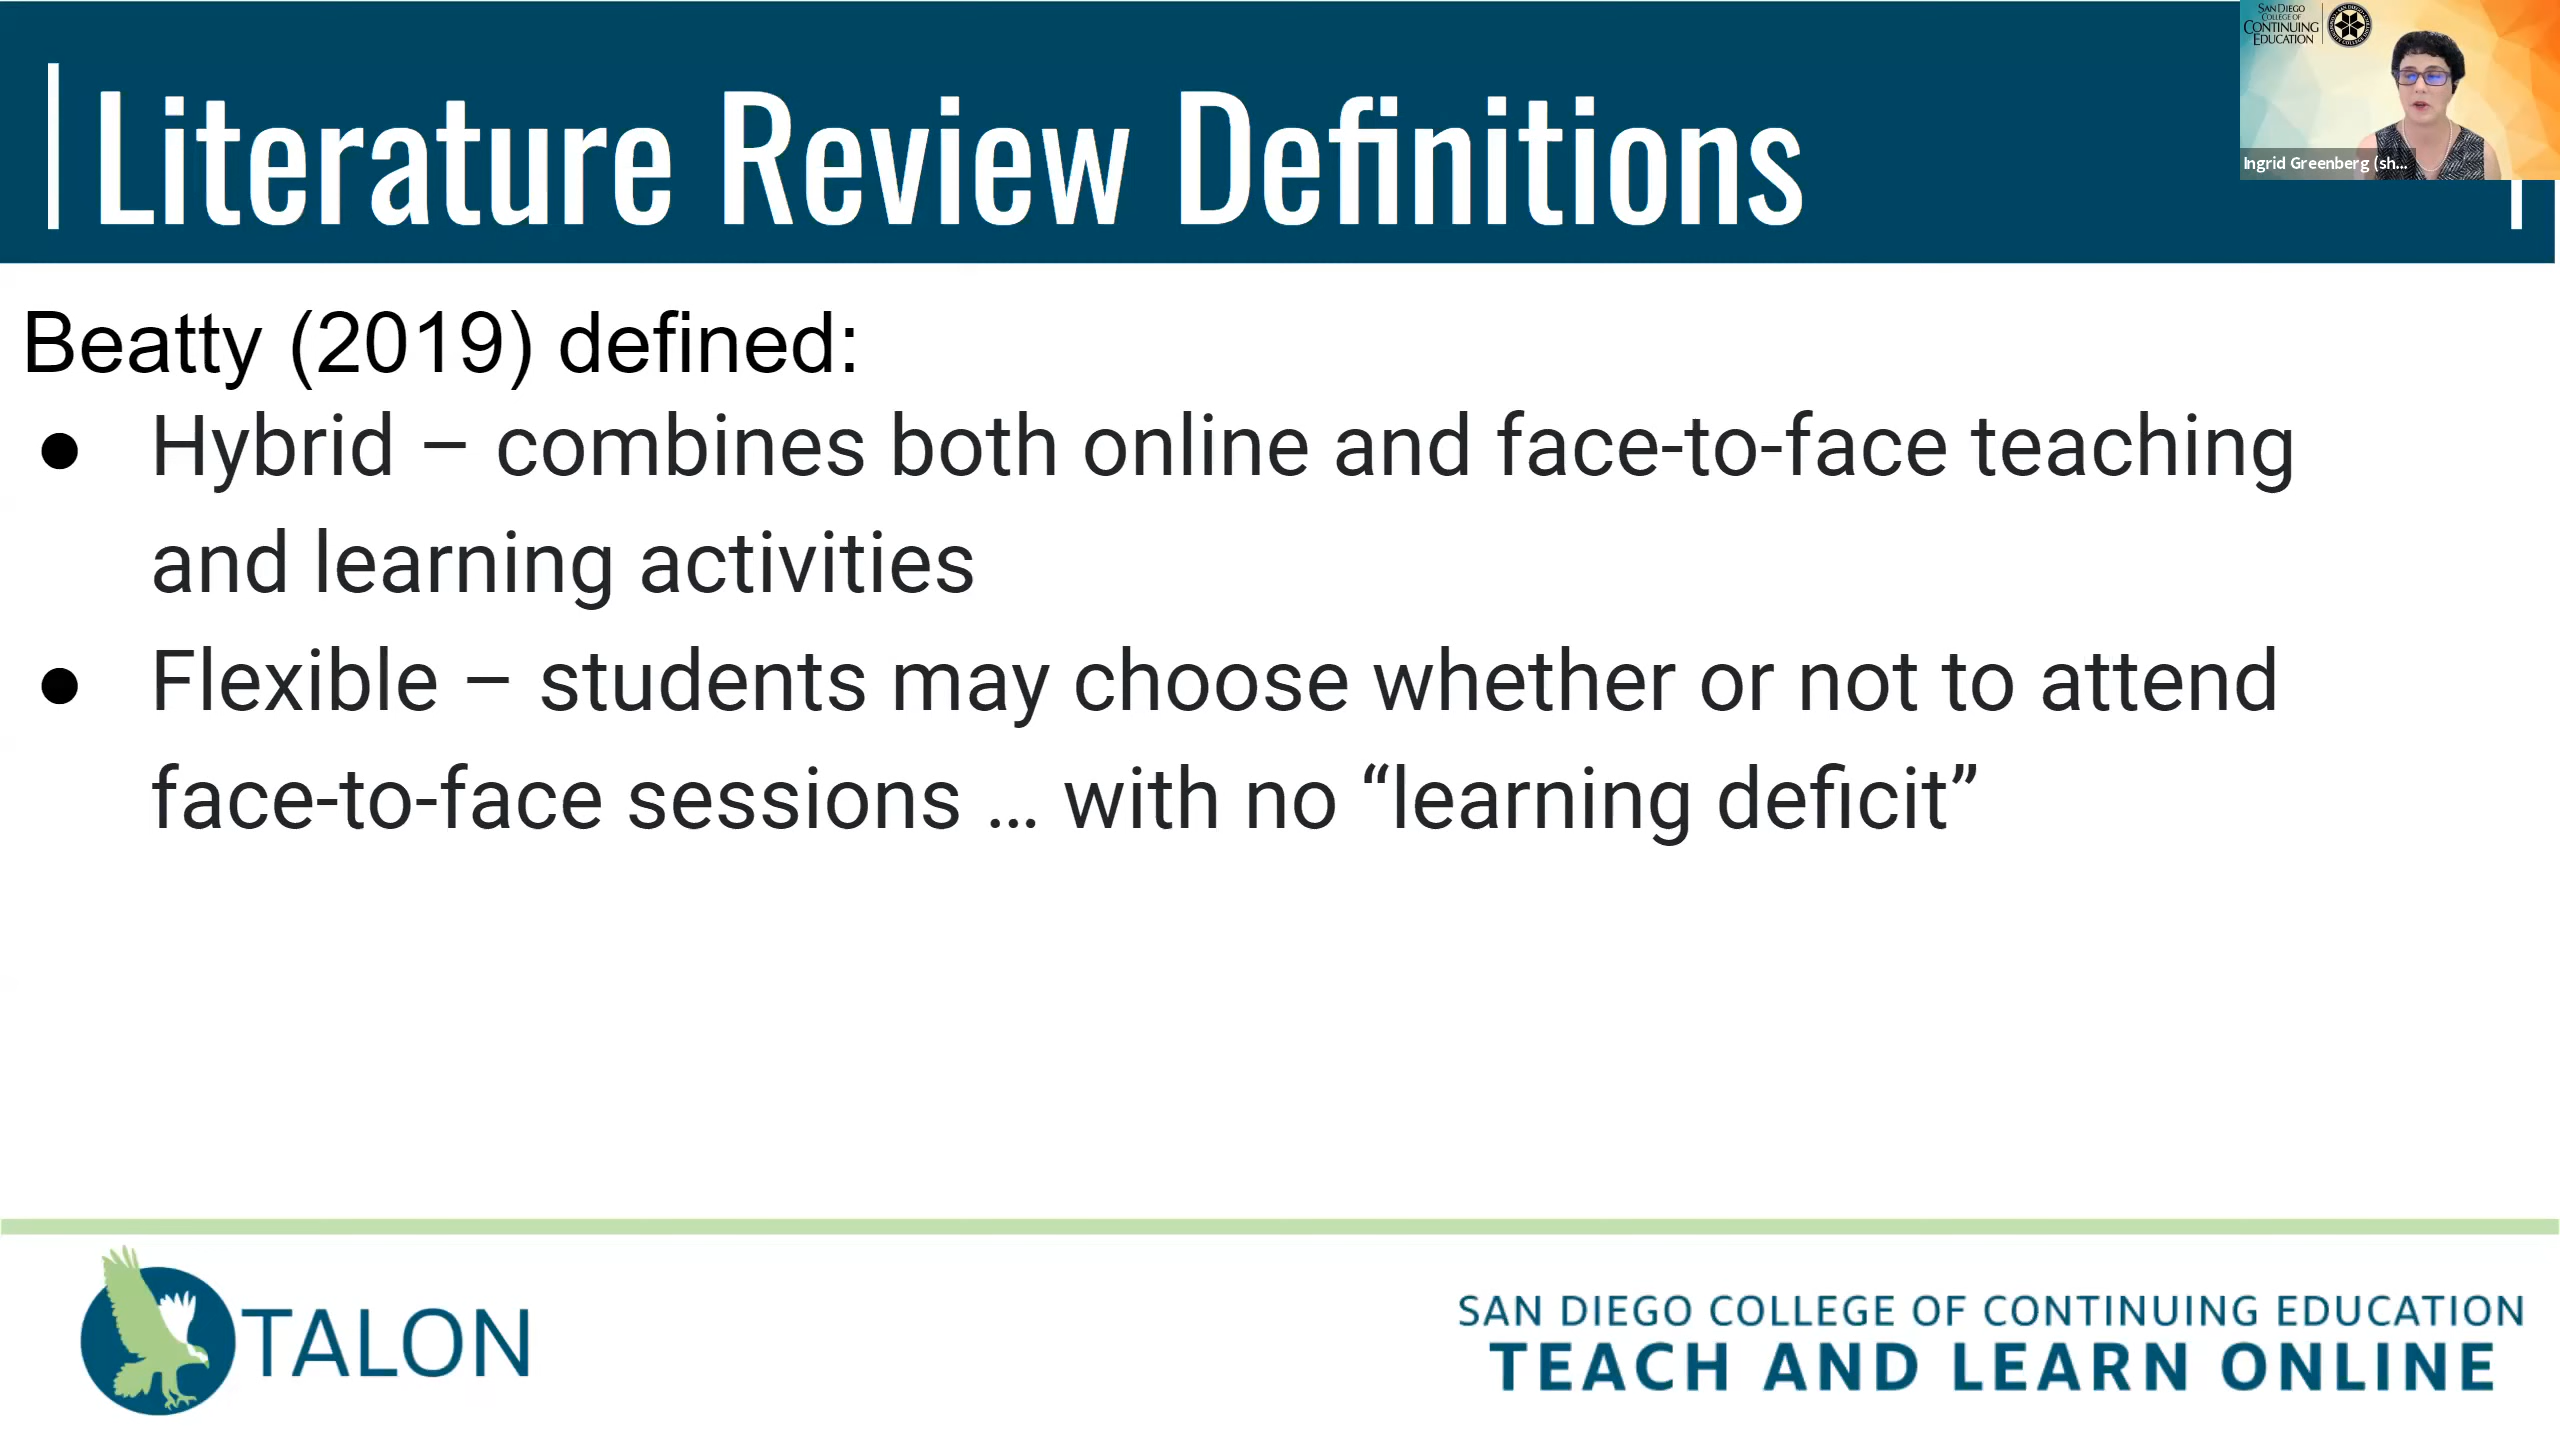 Literature Review Definitions
SAN DIEGO
COLLEGE OF
CONTINUING
EDUCATION
Ingrid Greenberg (sh...
Beatty (2019) defined:
● Hybrid – combines both online and face-to-face teaching
and learning activities
● Flexible – students may choose whether or not to attend
face-to-face sessions … with no “learning deficit”
TALON
SAN DIEGO COLLEGE OF CONTINUING EDUCATION
TEACH AND LEARN ONLINE